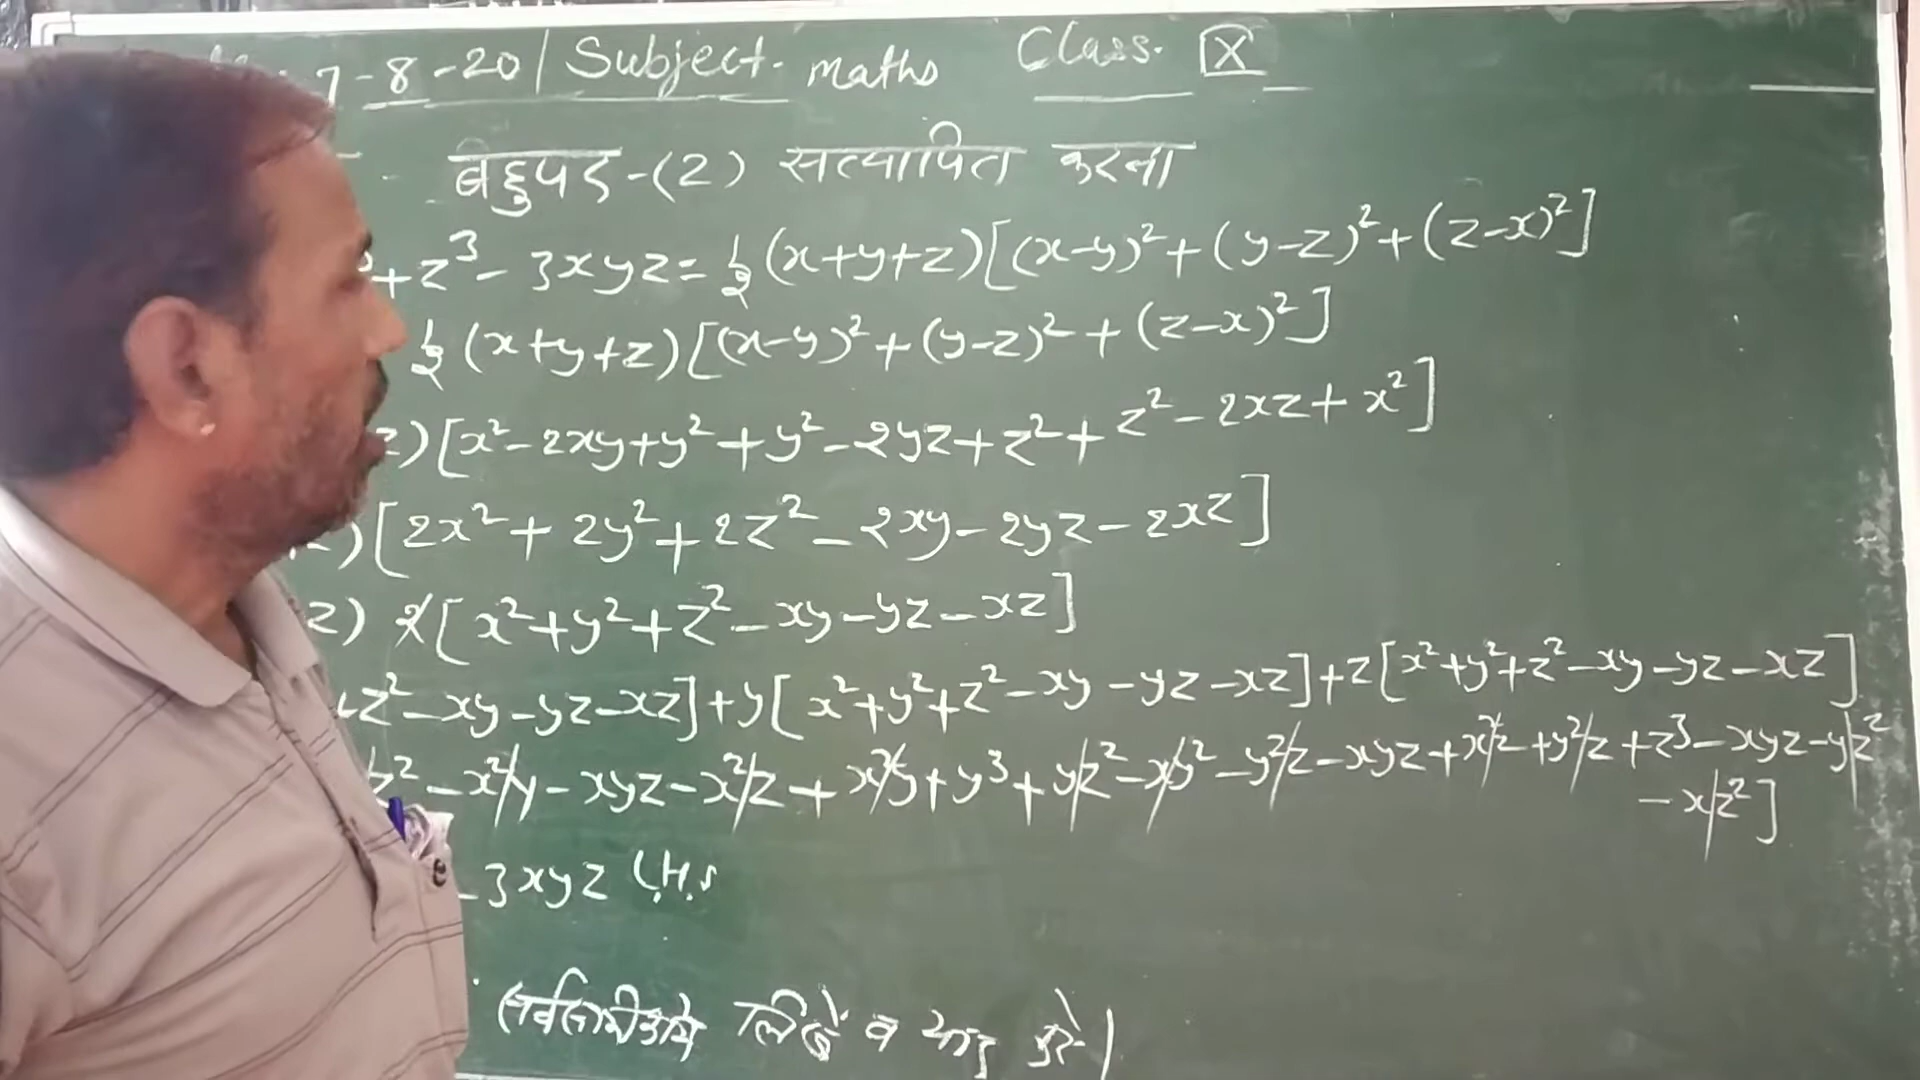 7-8-20 | Subject. maths Class. X
बहुपद-(2) सत्यापित करना
+z³-3xyz=½(x+y+z)[(x-y)²+(y-z)²+(z-x)²]
½(x+y+z)[(x-y)²+(y-z)²+(z-x)²]
z)[x²-2xy+y²+y²-2yz+z²+z²-2xz+x²]
)[2x²+2y²+2z²-2xy-2yz-2xz]
z) 2[x²+y²+z²-xy-yz-xz]
+z²-xy-yz-xz]+y[x²+y²+z²-xy-yz-xz]+z[x²+y²+z²-xy-yz-xz]
z²-x²y-xyz-x²z+x²y+y³+yz²-xy²-y²z-xyz+x²z+y²z+z³-xyz-yz²
-xz²]
-3xyz L.H.S
लिखें व याद करें।